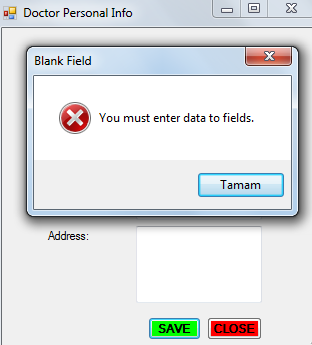 Doctor Personal Info
Blank Field
You must enter data to fields.
Tamam
Address:
SAVE CLOSE